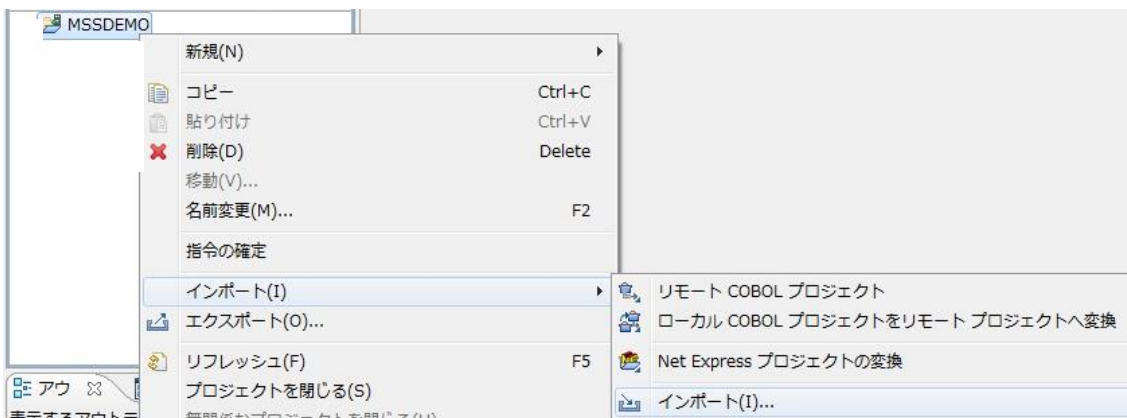 MSSDEMO
新規(N)
コピー Ctrl+C
貼り付け Ctrl+V
削除(D) Delete
移動(V)...
名前変更(M)... F2
指令の確定
インポート(I)
エクスポート(O)...
リフレッシュ(F) F5
プロジェクトを閉じる(S)
リモート COBOL プロジェクト
ローカル COBOL プロジェクトをリモート プロジェクトへ変換
Net Express プロジェクトの変換
インポート(I)...
アウ